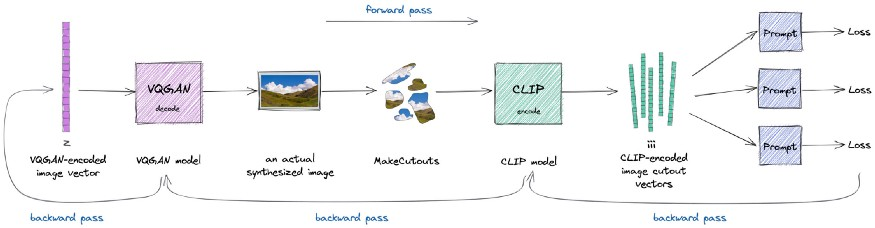 forward pass
Prompt
Loss
VQGAN
decode
CLIP
encode
Prompt
Loss
Prompt
Loss
z
VQGAN-encoded
image vector
VQGAN model
an actual
synthesized image
MakeCutouts
CLIP model
iii
CLIP-encoded
image cutout
vectors
backward pass
backward pass
backward pass